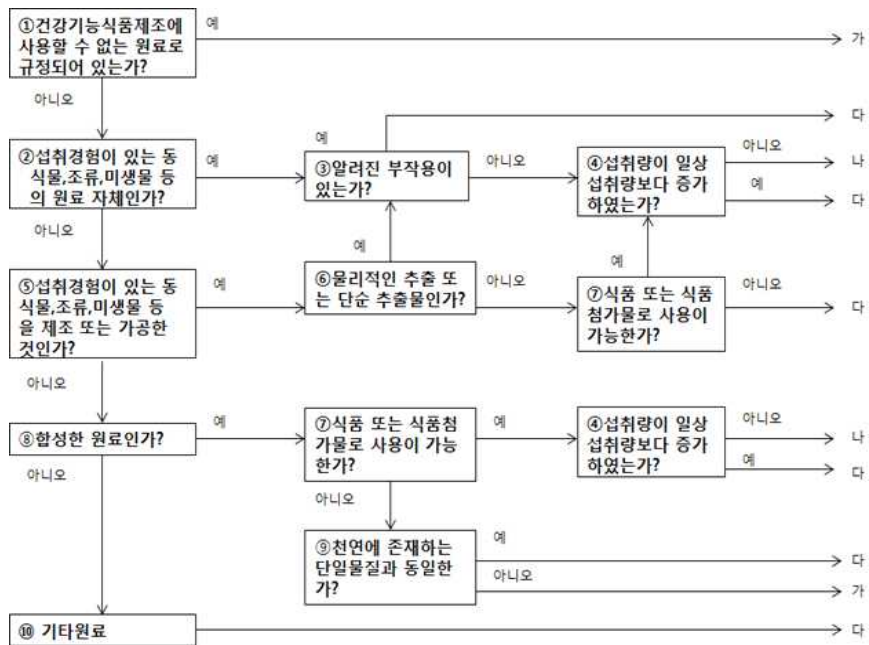 ①건강기능식품제조에
사용할 수 없는 원료로
규정되어 있는가?
예
가
아니오
다
②섭취경험이 있는 동
식물,조류,미생물 등
의 원료 자체인가?
예
예
③알려진 부작용이
있는가?
아니오
④섭취량이 일상
섭취량보다 증가
하였는가?
아니오
나
예
다
아니오
예
예
⑤섭취경험이 있는 동
식물,조류,미생물 등
을 제조 또는 가공한
것인가?
예
⑥물리적인 추출 또
는 단순 추출물인가?
아니오
⑦식품 또는 식품
첨가물로 사용이
가능한가?
아니오
다
아니오
⑧합성한 원료인가?
예
⑦식품 또는 식품첨
가물로 사용이 가능
한가?
예
④섭취량이 일상
섭취량보다 증가
하였는가?
아니오
나
예
다
아니오
아니오
⑨천연에 존재하는
단일물질과 동일한
가?
예
다
아니오
가
⑩ 기타원료
다